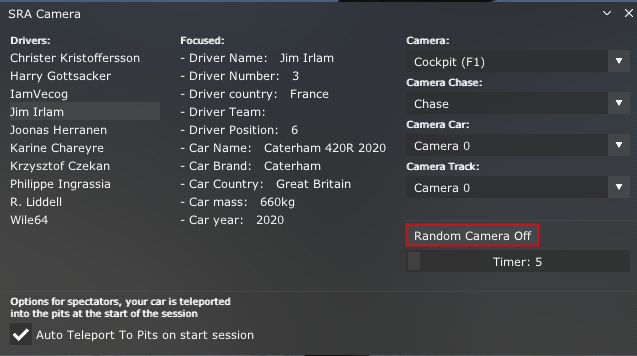 SRA Camera
Drivers:
Christer Kristoffersson
Harry Gottsacker
IamVecog
Jim Irlam
Joonas Herranen
Karine Chareyre
Krzysztof Czekan
Philippe Ingrassia
R. Liddell
Wile64
Focused:
- Driver Name: Jim Irlam
- Driver Number: 3
- Driver country: France
- Driver Team:
- Driver Position: 6
- Car Name: Caterham 420R 2020
- Car Brand: Caterham
- Car Country: Great Britain
- Car mass: 660kg
- Car year: 2020
Camera:
Cockpit (F1)
Camera Chase:
Chase
Camera Car:
Camera 0
Camera Track:
Camera 0
Random Camera Off
Timer: 5
Options for spectators, your car is teleported
into the pits at the start of the session
Auto Teleport To Pits on start session